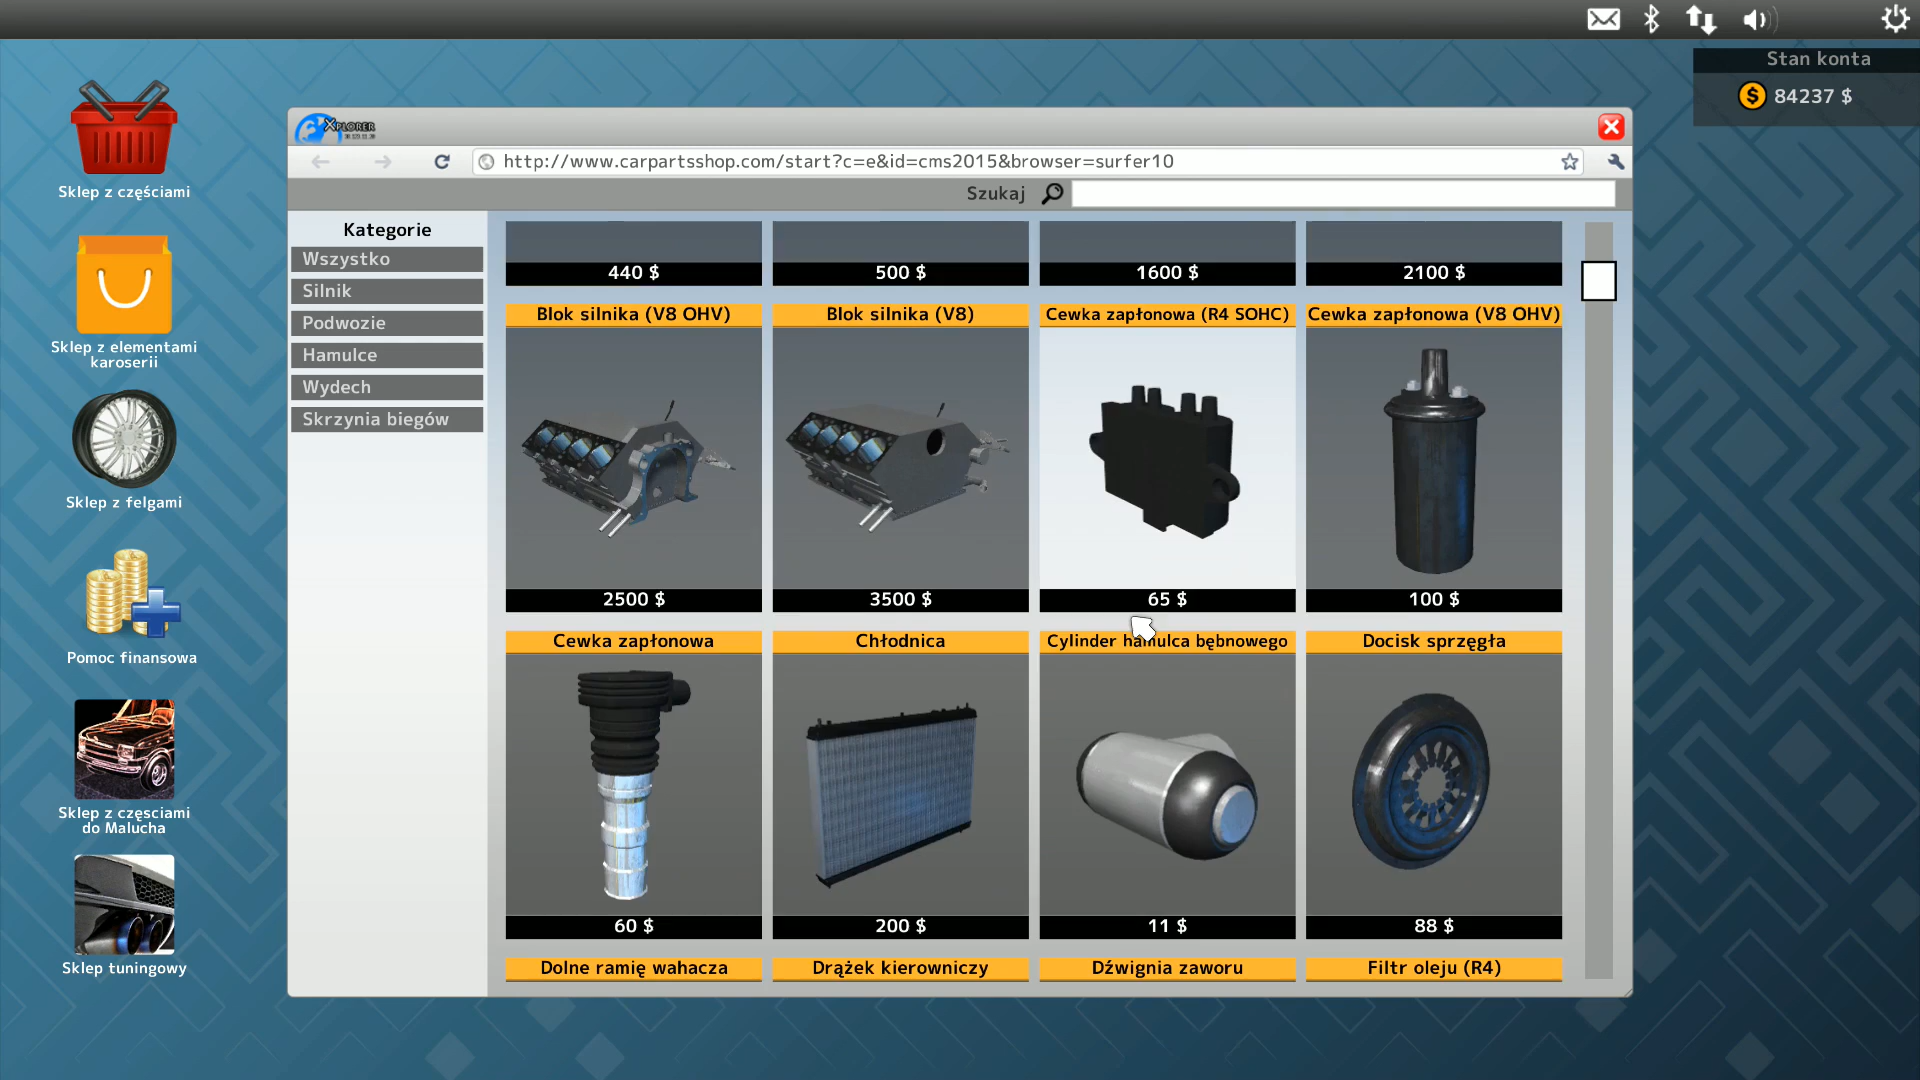 Stan konta
84237 $
XPLORER
http://www.carpartsshop.com/start?c=e&id=cms2015&browser=surfer10
Szukaj
Sklep z częściami
Sklep z elementami
karoserii
Sklep z felgami
Pomoc finansowa
Sklep z częsciami
do Malucha
Sklep tuningowy
Kategorie
Wszystko
Silnik
Podwozie
Hamulce
Wydech
Skrzynia biegów
440 $
500 $
1600 $
2100 $
Blok silnika (V8 OHV)
Blok silnika (V8)
Cewka zapłonowa (R4 SOHC)
Cewka zapłonowa (V8 OHV)
2500 $
3500 $
65 $
100 $
Cewka zapłonowa
Chłodnica
Cylinder hamulca bębnowego
Docisk sprzęgła
60 $
200 $
11 $
88 $
Dolne ramię wahacza
Drążek kierowniczy
Dźwignia zaworu
Filtr oleju (R4)